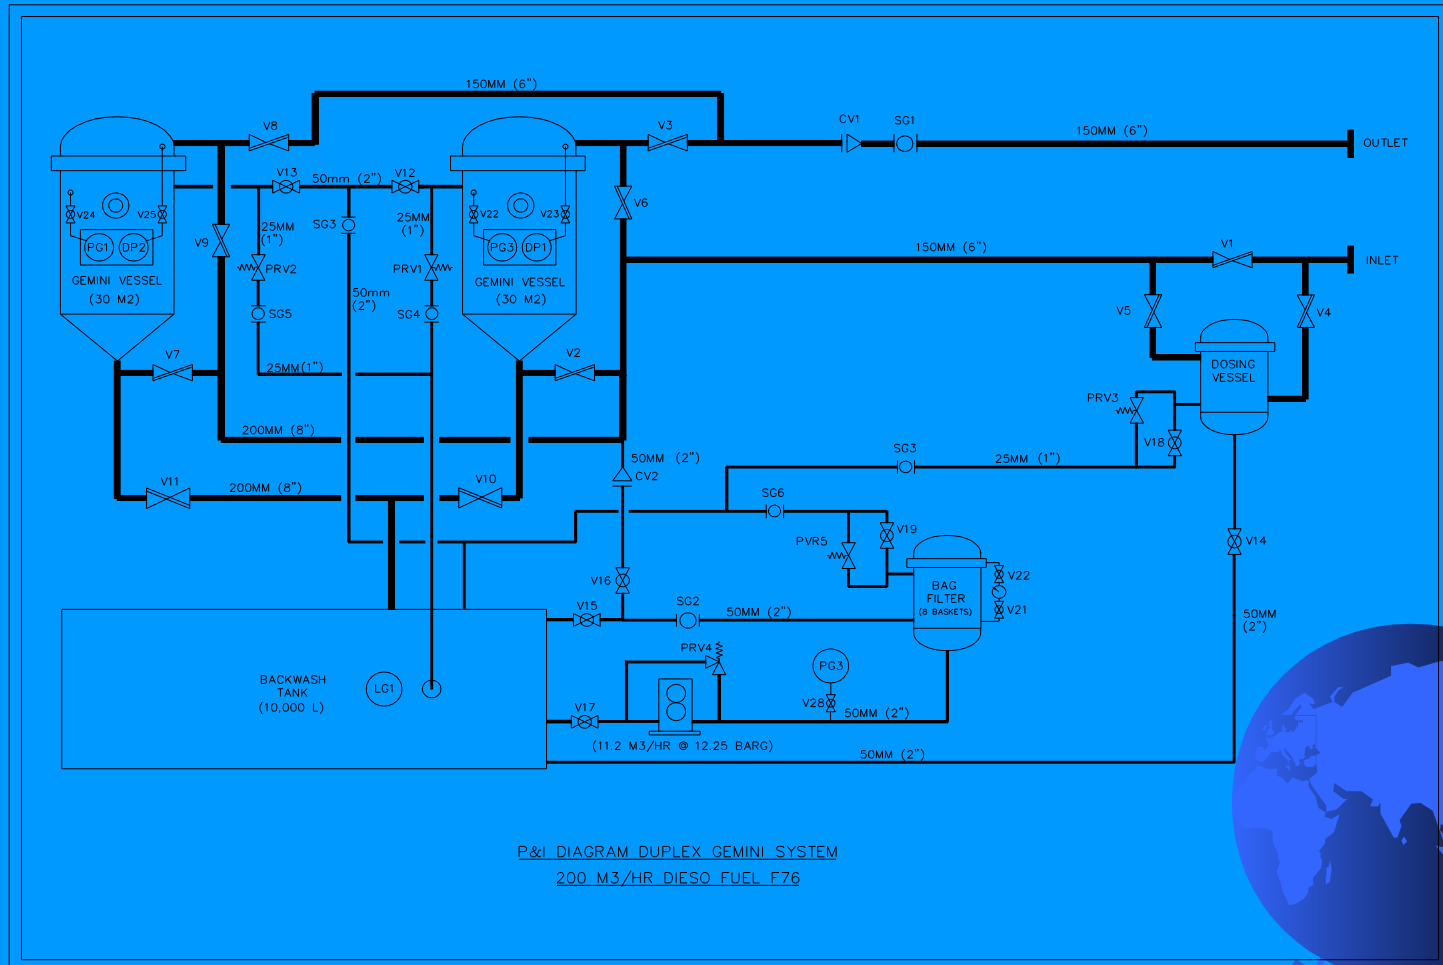 150MM (6")
V8
V3
CV1
SG1
150MM (6")
OUTLET
V13
50mm (2")
V12
V24
V25
25MM
(1")
SG3
25MM
(1")
V22
V23
V6
V9
PG1
DP2
PRV2
PRV1
PG3
DP1
150MM (6")
V1
INLET
GEMINI VESSEL
(30 M2)
50mm
(2")
GEMINI VESSEL
(30 M2)
SG5
SG4
V5
V4
V7
V2
25MM(1")
DOSING
VESSEL
PRV3
200MM (8")
V18
50MM (2")
SG3
25MM (1")
CV2
V11
200MM (8")
V10
SG6
V19
PVR5
V14
V16
BAG
FILTER
(8 BASKETS)
V22
V21
V15
SG2
50MM (2")
50MM
(2")
PRV4
BACKWASH
TANK
(10,000 L)
LG1
PG3
V17
V28
50MM (2")
(11.2 M3/HR @ 12.25 BARG)
50MM (2")
P&I DIAGRAM DUPLEX GEMINI SYSTEM
200 M3/HR DIESO FUEL F76